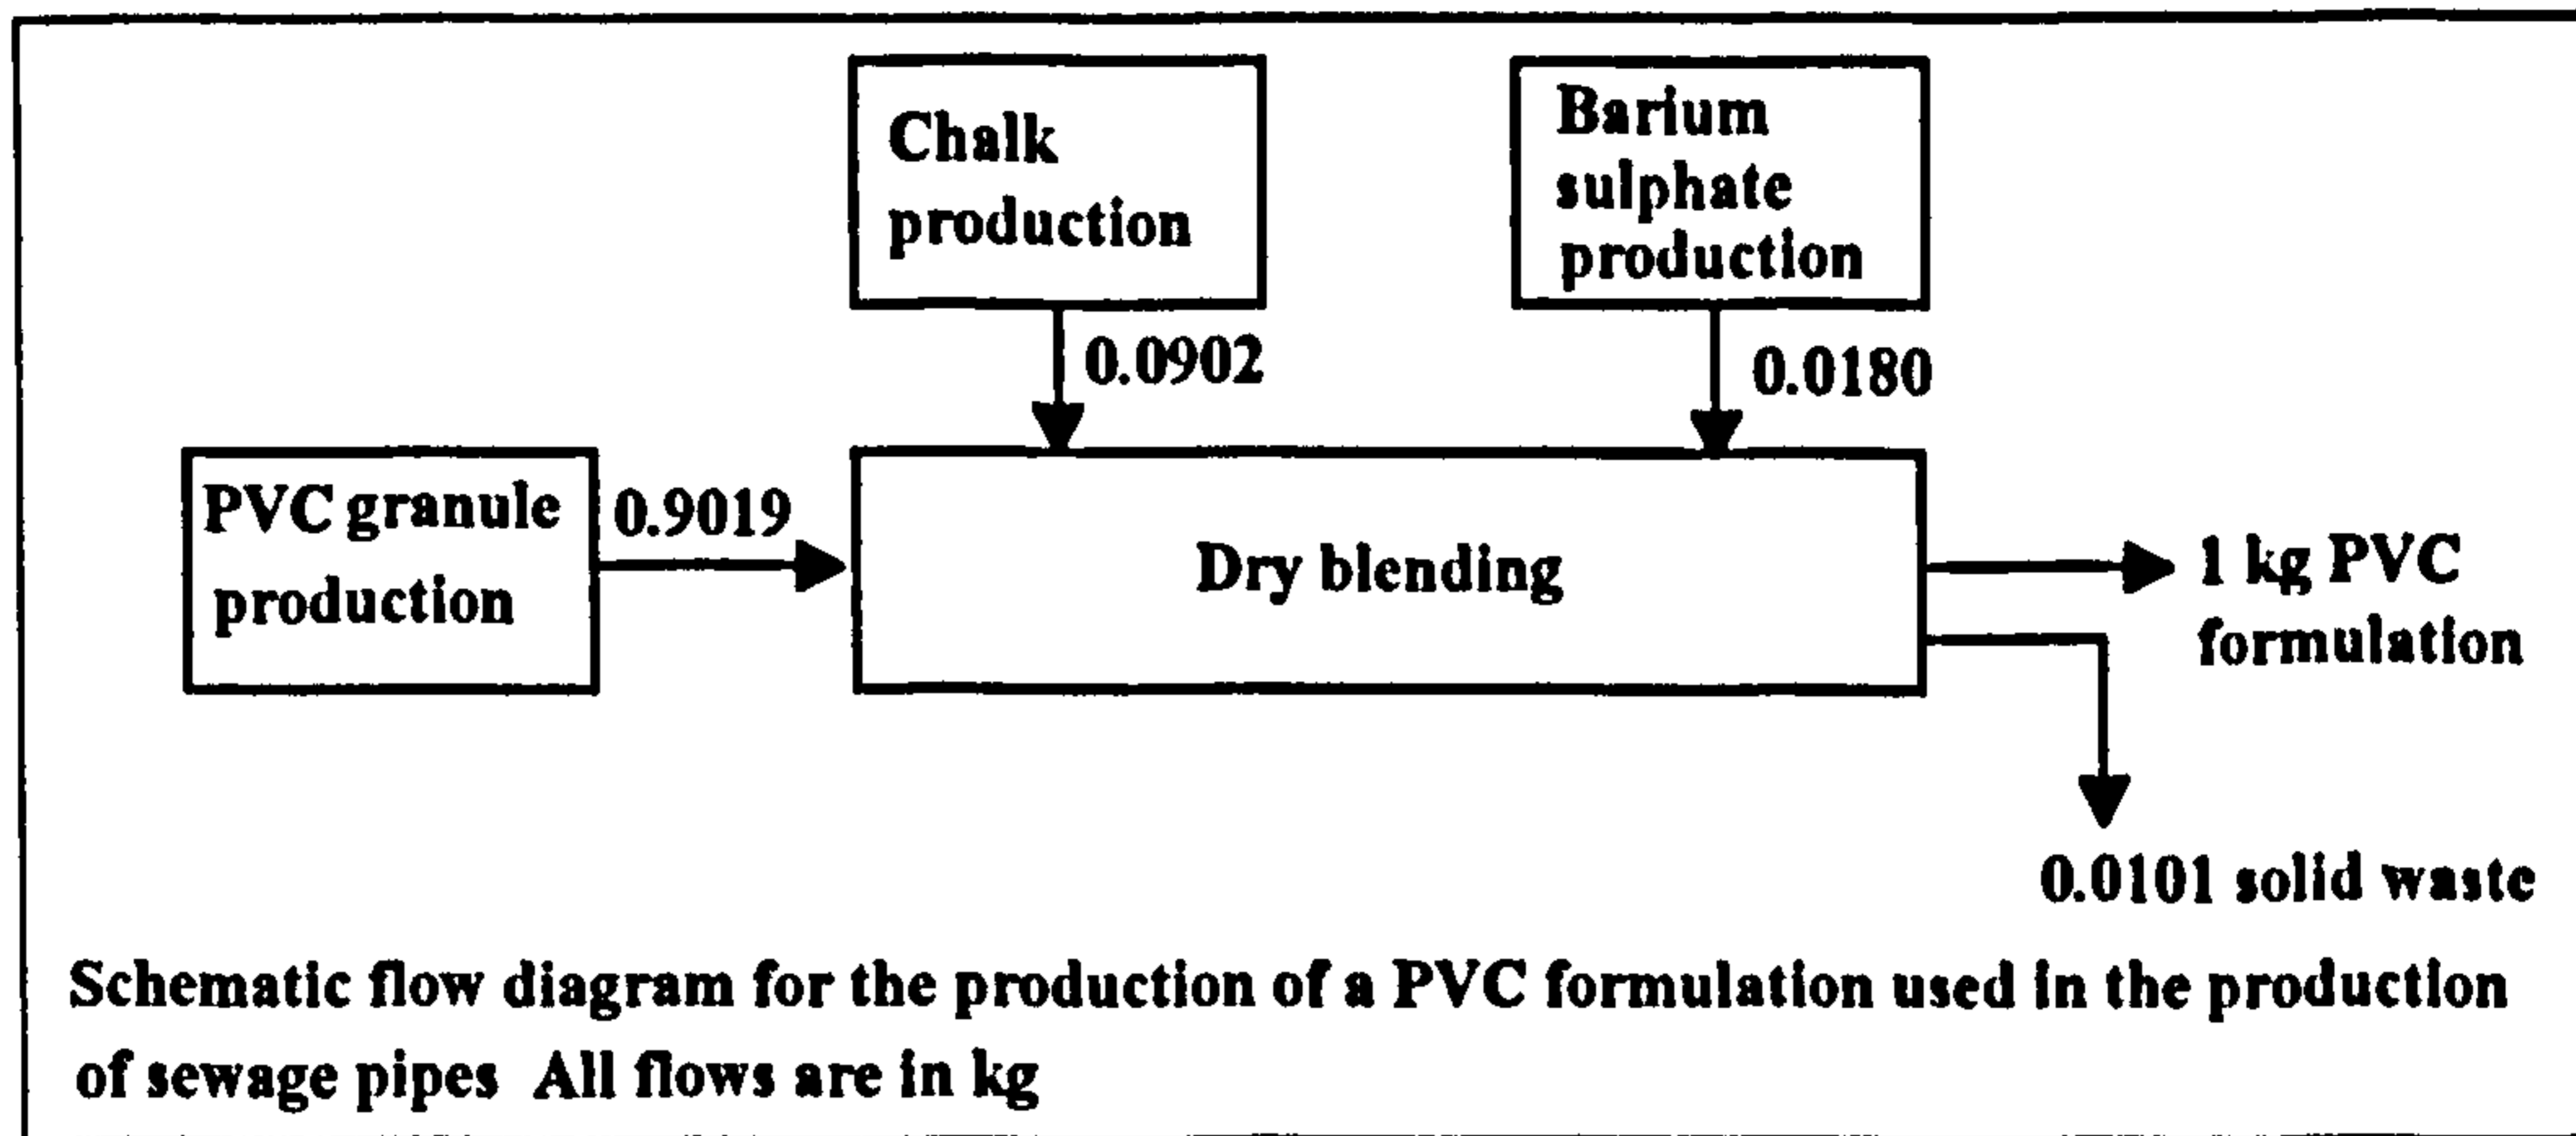 Chalk
production
Barium
sulphate
production
0.0902
0.0180
PVC granule
production
0.9019
Dry blending
1 kg PVC
formulation
0.0101 solid waste
Schematic flow diagram for the production of a PVC formulation used in the production
of sewage pipes All flows are in kg